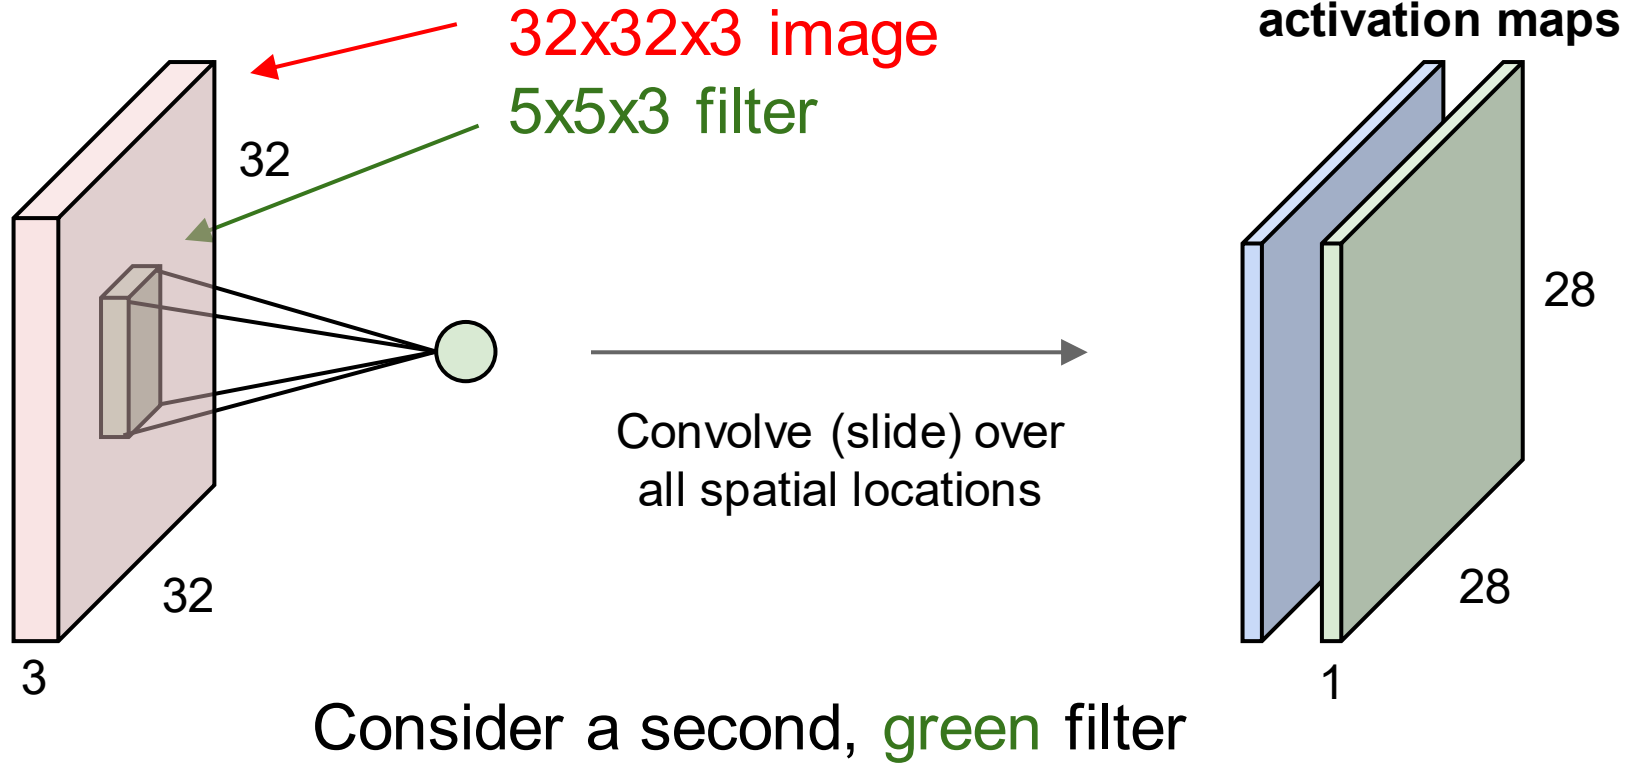 32x32x3 image
5x5x3 filter
activation maps
32
32
3
Convolve (slide) over
all spatial locations
28
28
1
Consider a second, green filter